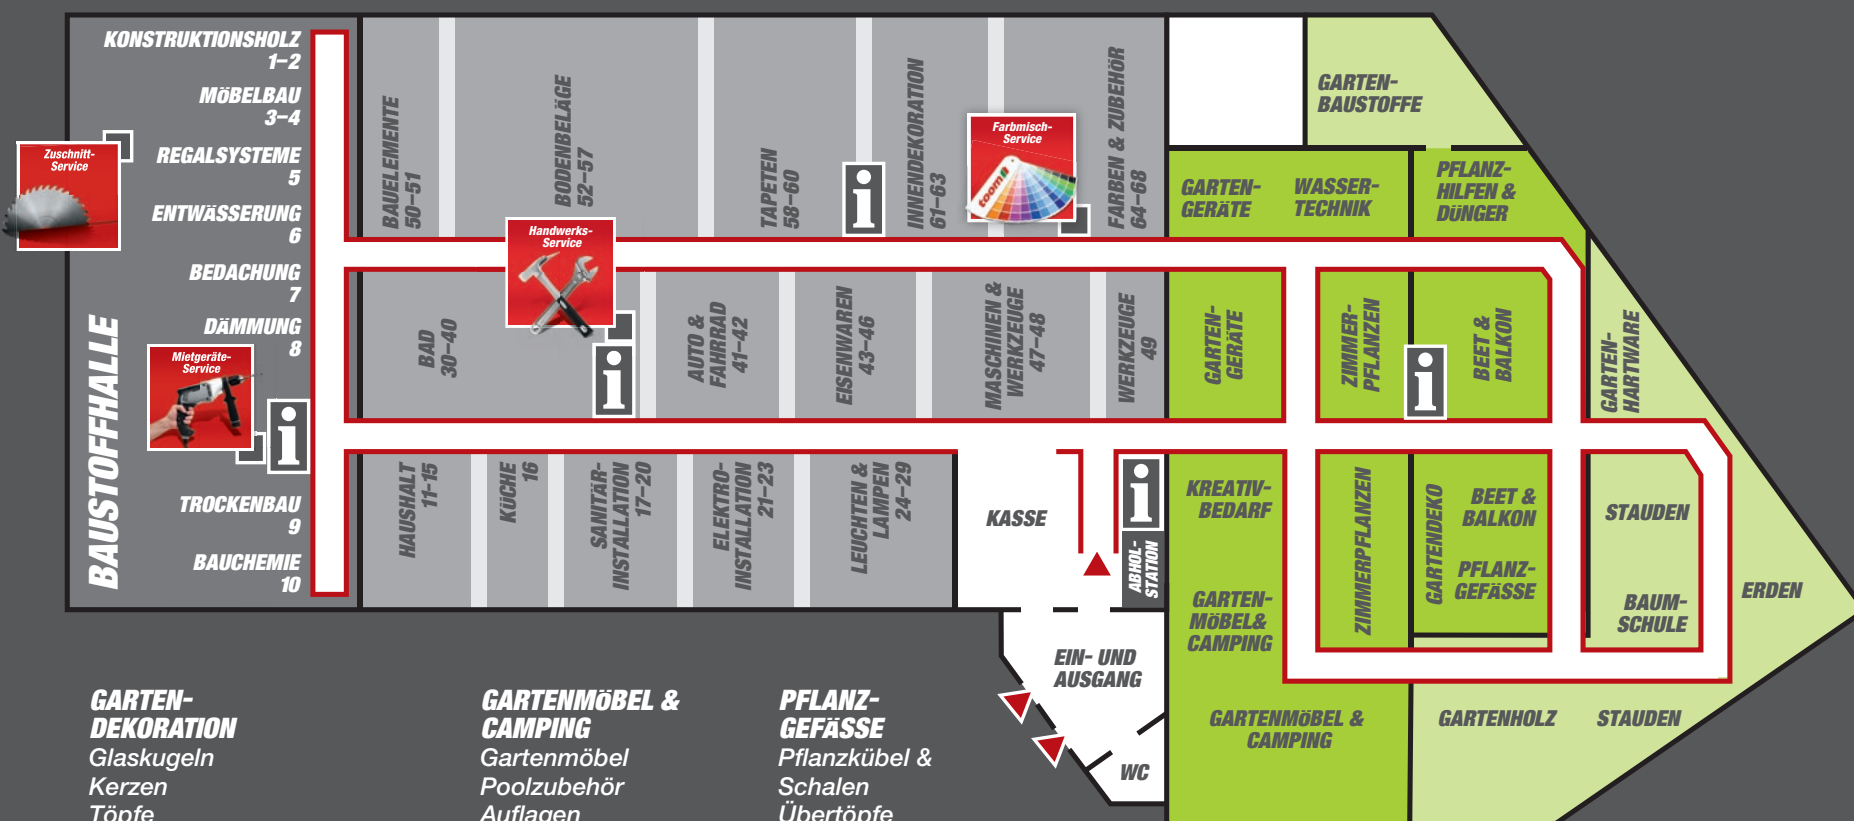 KONSTRUKTIONSHOLZ
1–2
MÖBELBAU
3–4
REGALSYSTEME
5
ENTWÄSSERUNG
6
BEDACHUNG
7
DÄMMUNG
8
TROCKENBAU
9
BAUCHEMIE
10
BAUSTOFFHALLE
Zuschnitt-
Service
Mietgeräte-
Service
i
BAUELEMENTE
50–51
BODENBELÄGE
52–57
TAPETEN
58–60
i
INNENDEKORATION
61–63
Farbmisch-
Service
toom
FARBEN & ZUBEHÖR
64–68
Handwerks-
Service
BAD
30–40
i
AUTO &
FAHRRAD
41–42
EISENWAREN
43–46
MASCHINEN &
WERKZEUGE
47–48
WERKZEUGE
49
HAUSHALT
11-15
KÜCHE
16
SANITÄR-
INSTALLATION
17–20
ELEKTRO-
INSTALLATION
21–23
LEUCHTEN &
LAMPEN
24–29
KASSE
i
ABHOL-
STATION
EIN- UND
AUSGANG
WC
GARTEN-
BAUSTOFFE
GARTEN-
GERÄTE
WASSER-
TECHNIK
PFLANZ-
HILFEN &
DÜNGER
GARTEN-
GERÄTE
ZIMMER-
PFLANZEN
i
BEET &
BALKON
GARTEN-
HARTWARE
KREATIV-
BEDARF
GARTEN-
MÖBEL&
CAMPING
ZIMMERPFLANZEN
GARTENDEKO
BEET &
BALKON
PFLANZ-
GEFÄSSE
STAUDEN
BAUM-
SCHULE
ERDEN
GARTENMÖBEL &
CAMPING
GARTENHOLZ
STAUDEN
GARTEN-
DEKORATION
Glaskugeln
Kerzen
Töpfe
GARTENMÖBEL &
CAMPING
Gartenmöbel
Poolzubehör
Auflagen
PFLANZ-
GEFÄSSE
Pflanzkübel &
Schalen
Übertöpfe